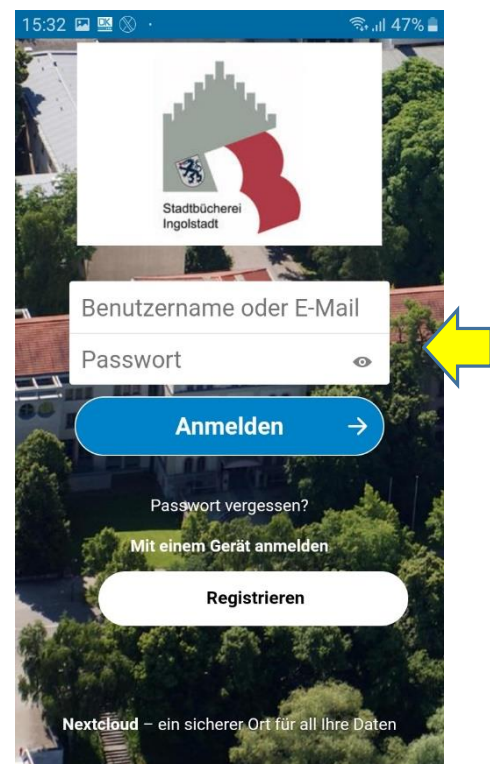 15:32
47%
Stadtbücherei
Ingolstadt
Benutzername oder E-Mail
Passwort
Anmelden
Passwort vergessen?
Mit einem Gerät anmelden
Registrieren
Nextcloud – ein sicherer Ort für all Ihre Daten